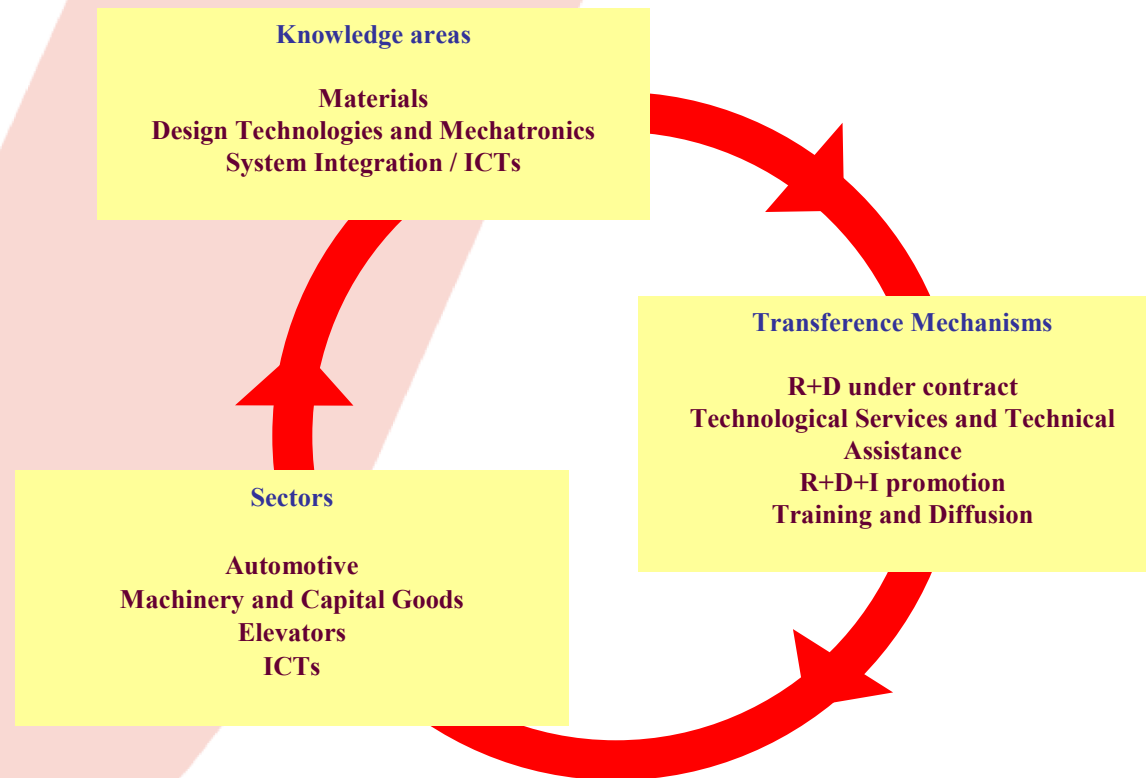 Knowledge areas
Materials
Design Technologies and Mechatronics
System Integration / ICTs
Transference Mechanisms
R+D under contract
Technological Services and Technical
Assistance
R+D+I promotion
Training and Diffusion
Sectors
Automotive
Machinery and Capital Goods
Elevators
ICTs